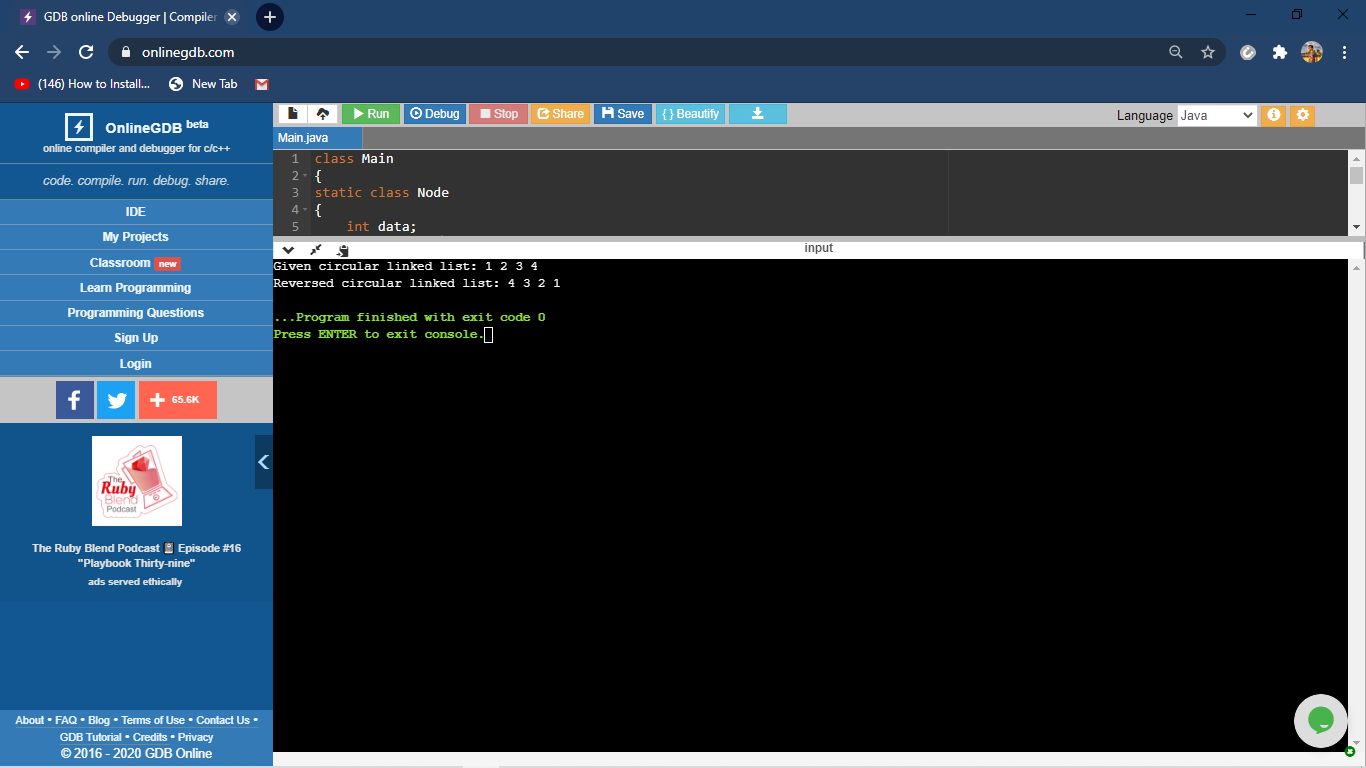 GDB online Debugger | Compiler
onlinegdb.com
(146) How to Install... New Tab
OnlineGDB beta
online compiler and debugger for c/c++
code. compile. run. debug. share.
IDE
My Projects
Classroom new
Learn Programming
Programming Questions
Sign Up
Login
65.6K
The
Ruby
Blend
Podcast
The Ruby Blend Podcast Episode #16
"Playbook Thirty-nine"
ads served ethically
About • FAQ • Blog • Terms of Use • Contact Us •
GDB Tutorial • Credits • Privacy
© 2016 - 2020 GDB Online
Run Debug Stop Share Save { } Beautify
Language Java
Main.java
1 class Main
2 {
3 static class Node
4 {
5 int data;
input
Given circular linked list: 1 2 3 4
Reversed circular linked list: 4 3 2 1
...Program finished with exit code 0
Press ENTER to exit console.